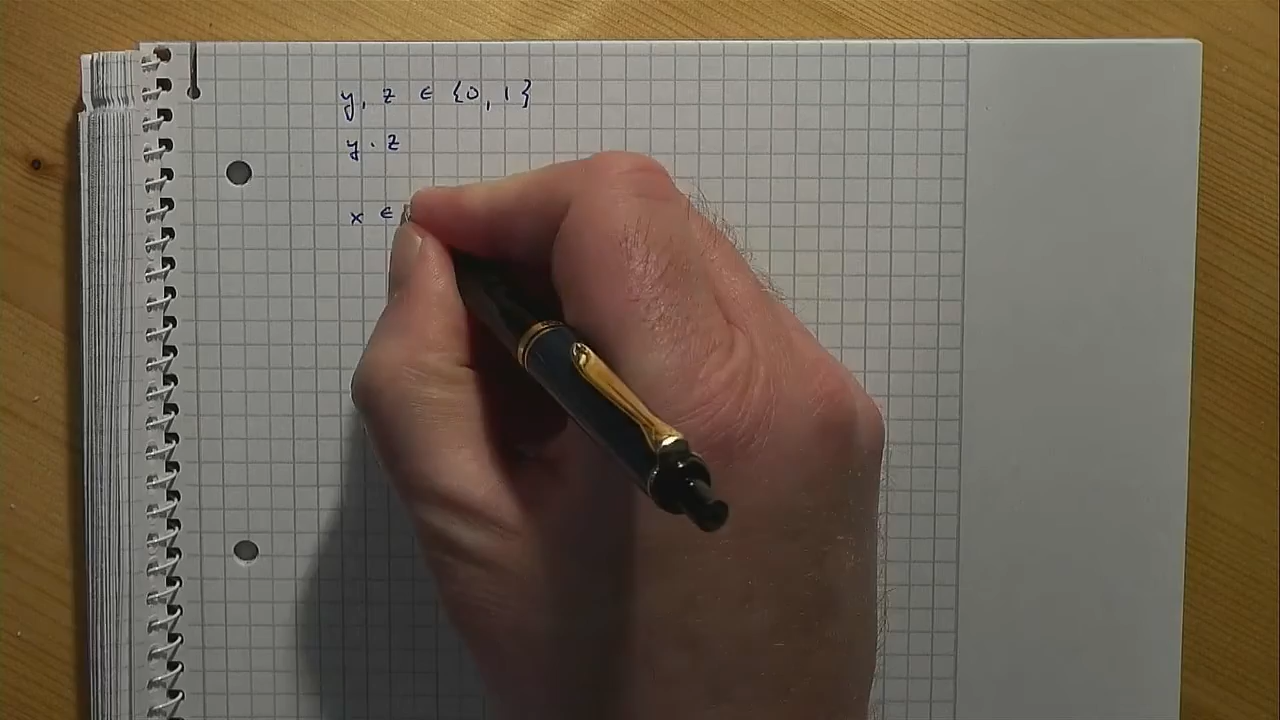 y, z ∈ {0, 1}
y · z
x ∈